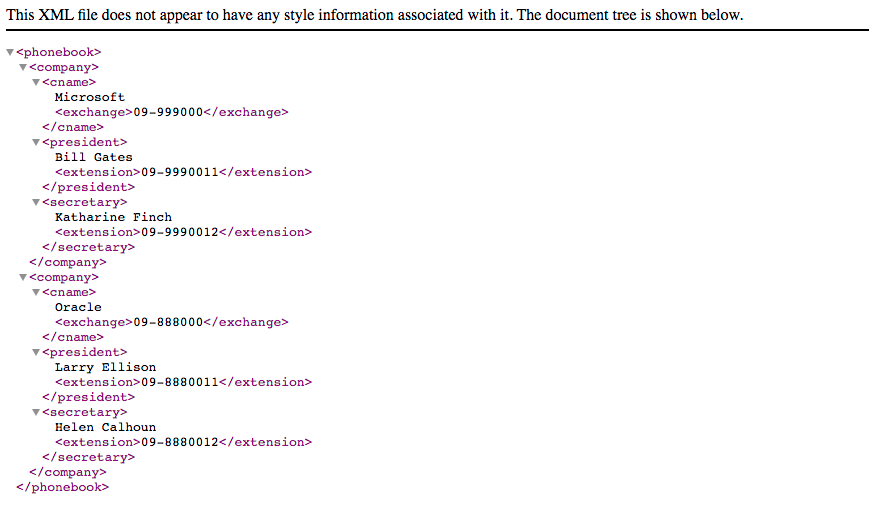 This XML file does not appear to have any style information associated with it. The document tree is shown below.
▼<phonebook>
▼<company>
▼<cname>
Microsoft
<exchange>09-999000</exchange>
</cname>
▼<president>
Bill Gates
<extension>09-9990011</extension>
</president>
▼<secretary>
Katharine Finch
<extension>09-9990012</extension>
</secretary>
</company>
▼<company>
▼<cname>
Oracle
<exchange>09-888000</exchange>
</cname>
▼<president>
Larry Ellison
<extension>09-8880011</extension>
</president>
▼<secretary>
Helen Calhoun
<extension>09-8880012</extension>
</secretary>
</company>
</phonebook>